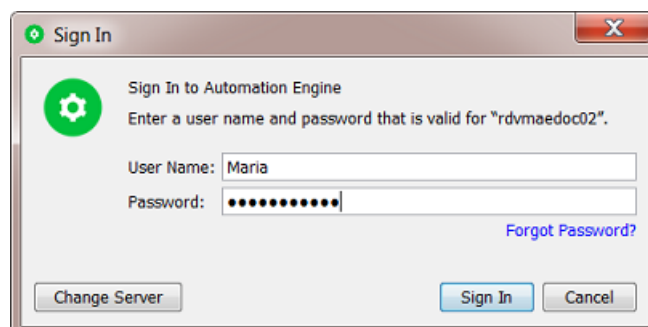 Sign In
Sign In to Automation Engine
Enter a user name and password that is valid for “rdvmaedoc02”.
User Name: Maria
Password: ●●●●●●●●●●●
Forgot Password?
Change Server Sign In Cancel